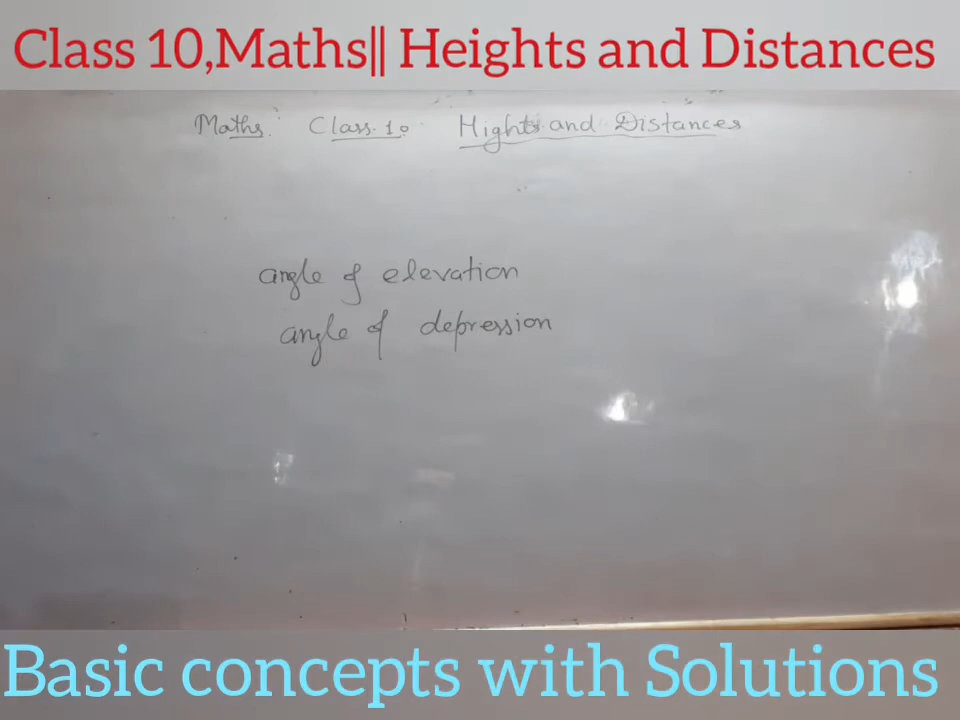 Class 10,Maths|| Heights and Distances
Maths. Class. 10. Hights and Distances
angle of elevation
angle of depression
Basic concepts with Solutions